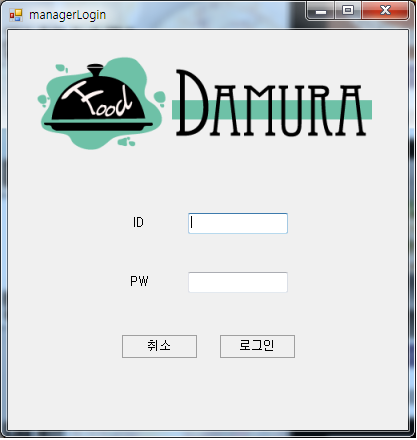 managerLogin
Food DAMURA
ID
PW
취소 로그인